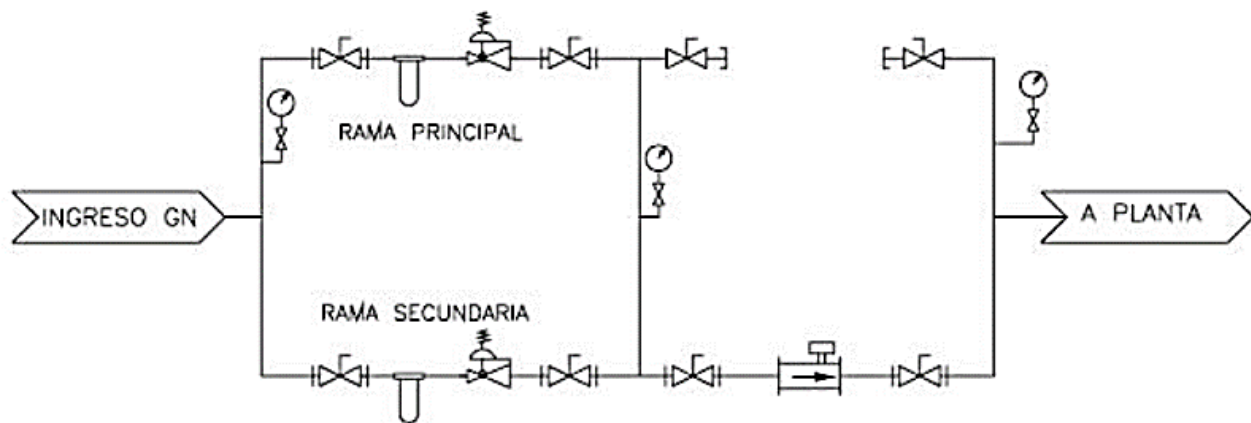 RAMA PRINCIPAL
INGRESO GN
A PLANTA
RAMA SECUNDARIA